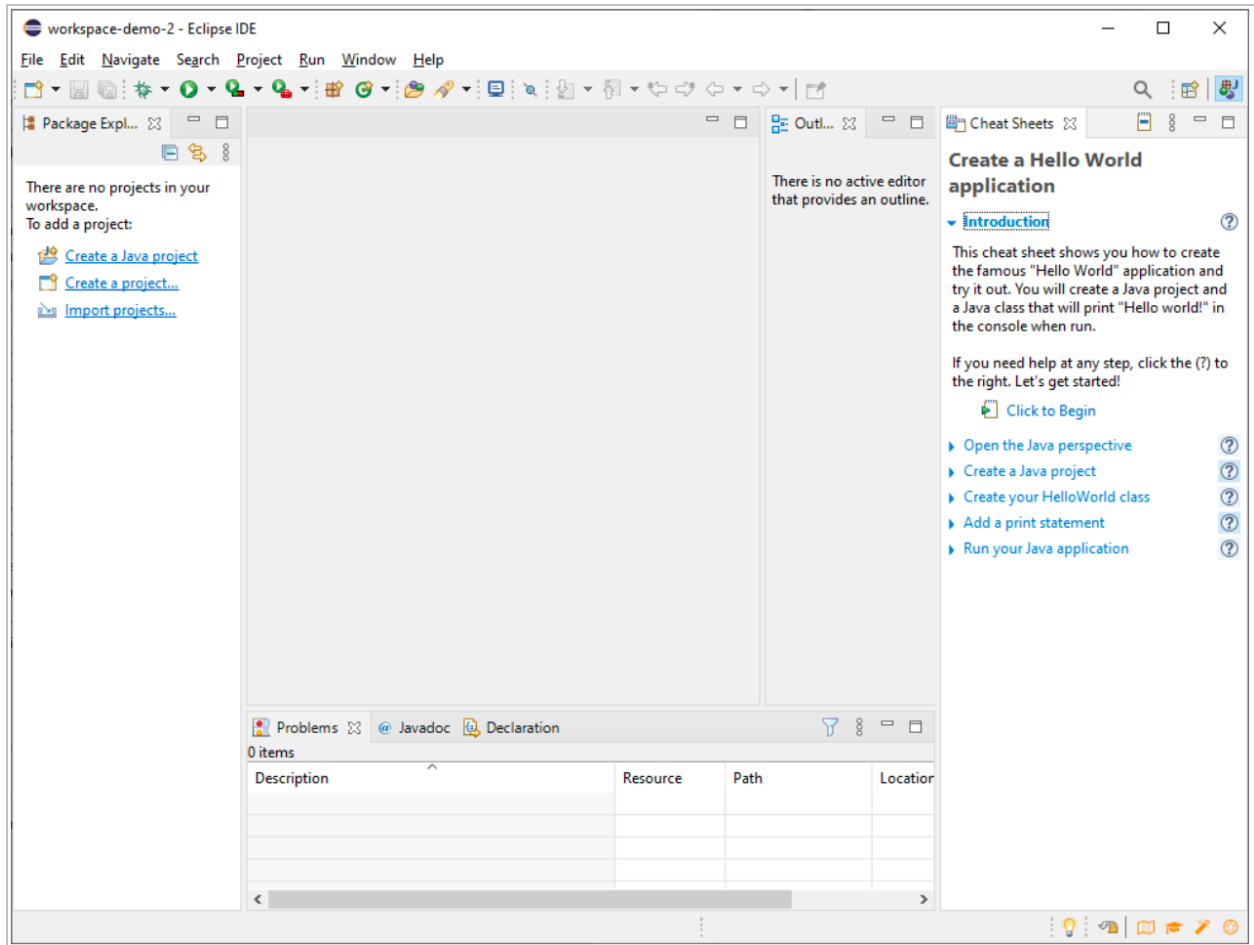 workspace-demo-2 - Eclipse IDE
File Edit Navigate Search Project Run Window Help
Package Expl...
There are no projects in your
workspace.
To add a project:
Create a Java project
Create a project...
Import projects...
Outl...
There is no active editor
that provides an outline.
Cheat Sheets
Create a Hello World
application
Introduction
This cheat sheet shows you how to create
the famous "Hello World" application and
try it out. You will create a Java project and
a Java class that will print "Hello world!" in
the console when run.
If you need help at any step, click the (?) to
the right. Let's get started!
Click to Begin
Open the Java perspective
Create a Java project
Create your HelloWorld class
Add a print statement
Run your Java application
Problems @ Javadoc Declaration
0 items
Description Resource Path Location